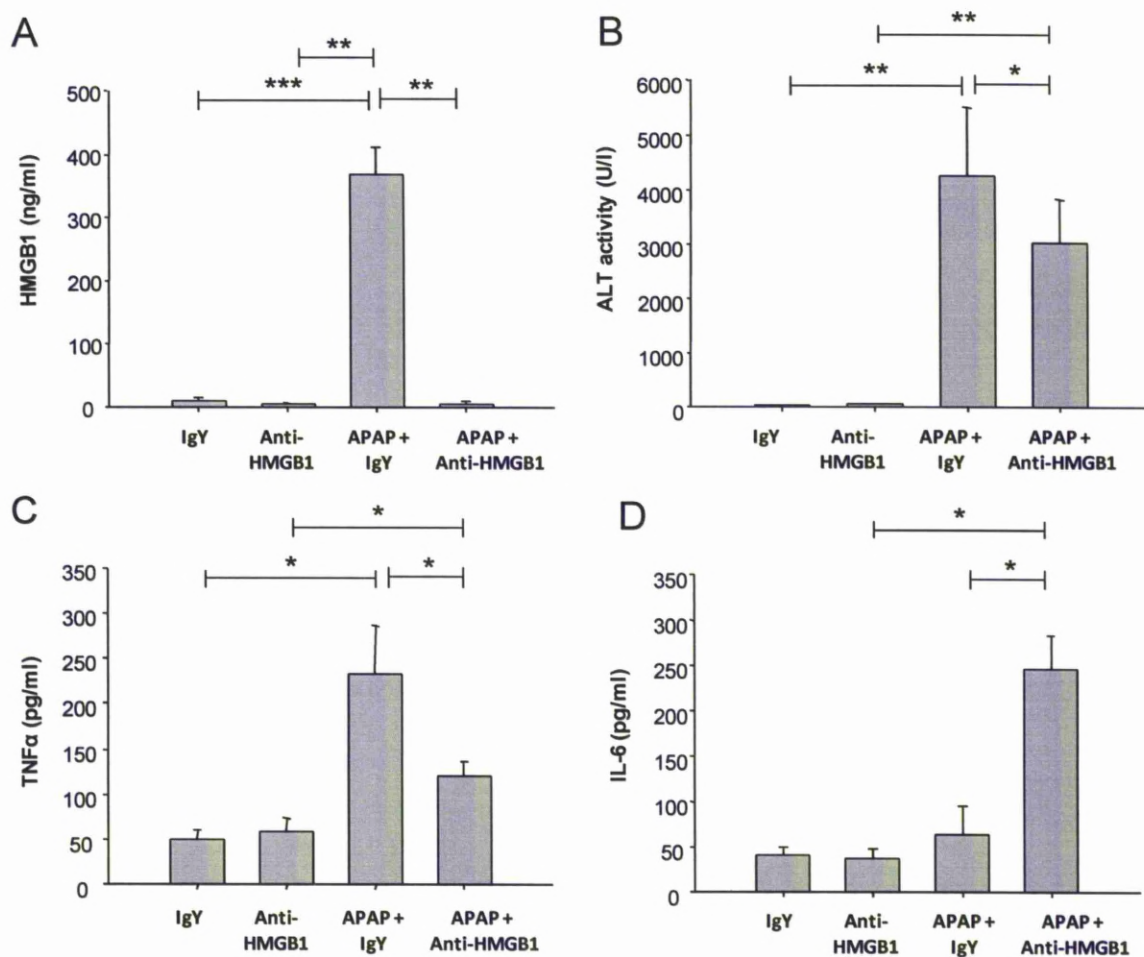 A
**
***
**
HMGB1 (ng/ml)
500
400
300
200
100
0
IgY
Anti-
HMGB1
APAP +
IgY
APAP +
Anti-HMGB1
B
**
**
*
ALT activity (U/l)
6000
5000
4000
3000
2000
1000
0
IgY
Anti-
HMGB1
APAP +
IgY
APAP +
Anti-HMGB1
C
*
*
*
TNFα (pg/ml)
350
300
250
200
150
100
50
0
IgY
Anti-
HMGB1
APAP +
IgY
APAP +
Anti-HMGB1
D
*
*
IL-6 (pg/ml)
350
300
250
200
150
100
50
0
IgY
Anti-
HMGB1
APAP +
IgY
APAP +
Anti-HMGB1